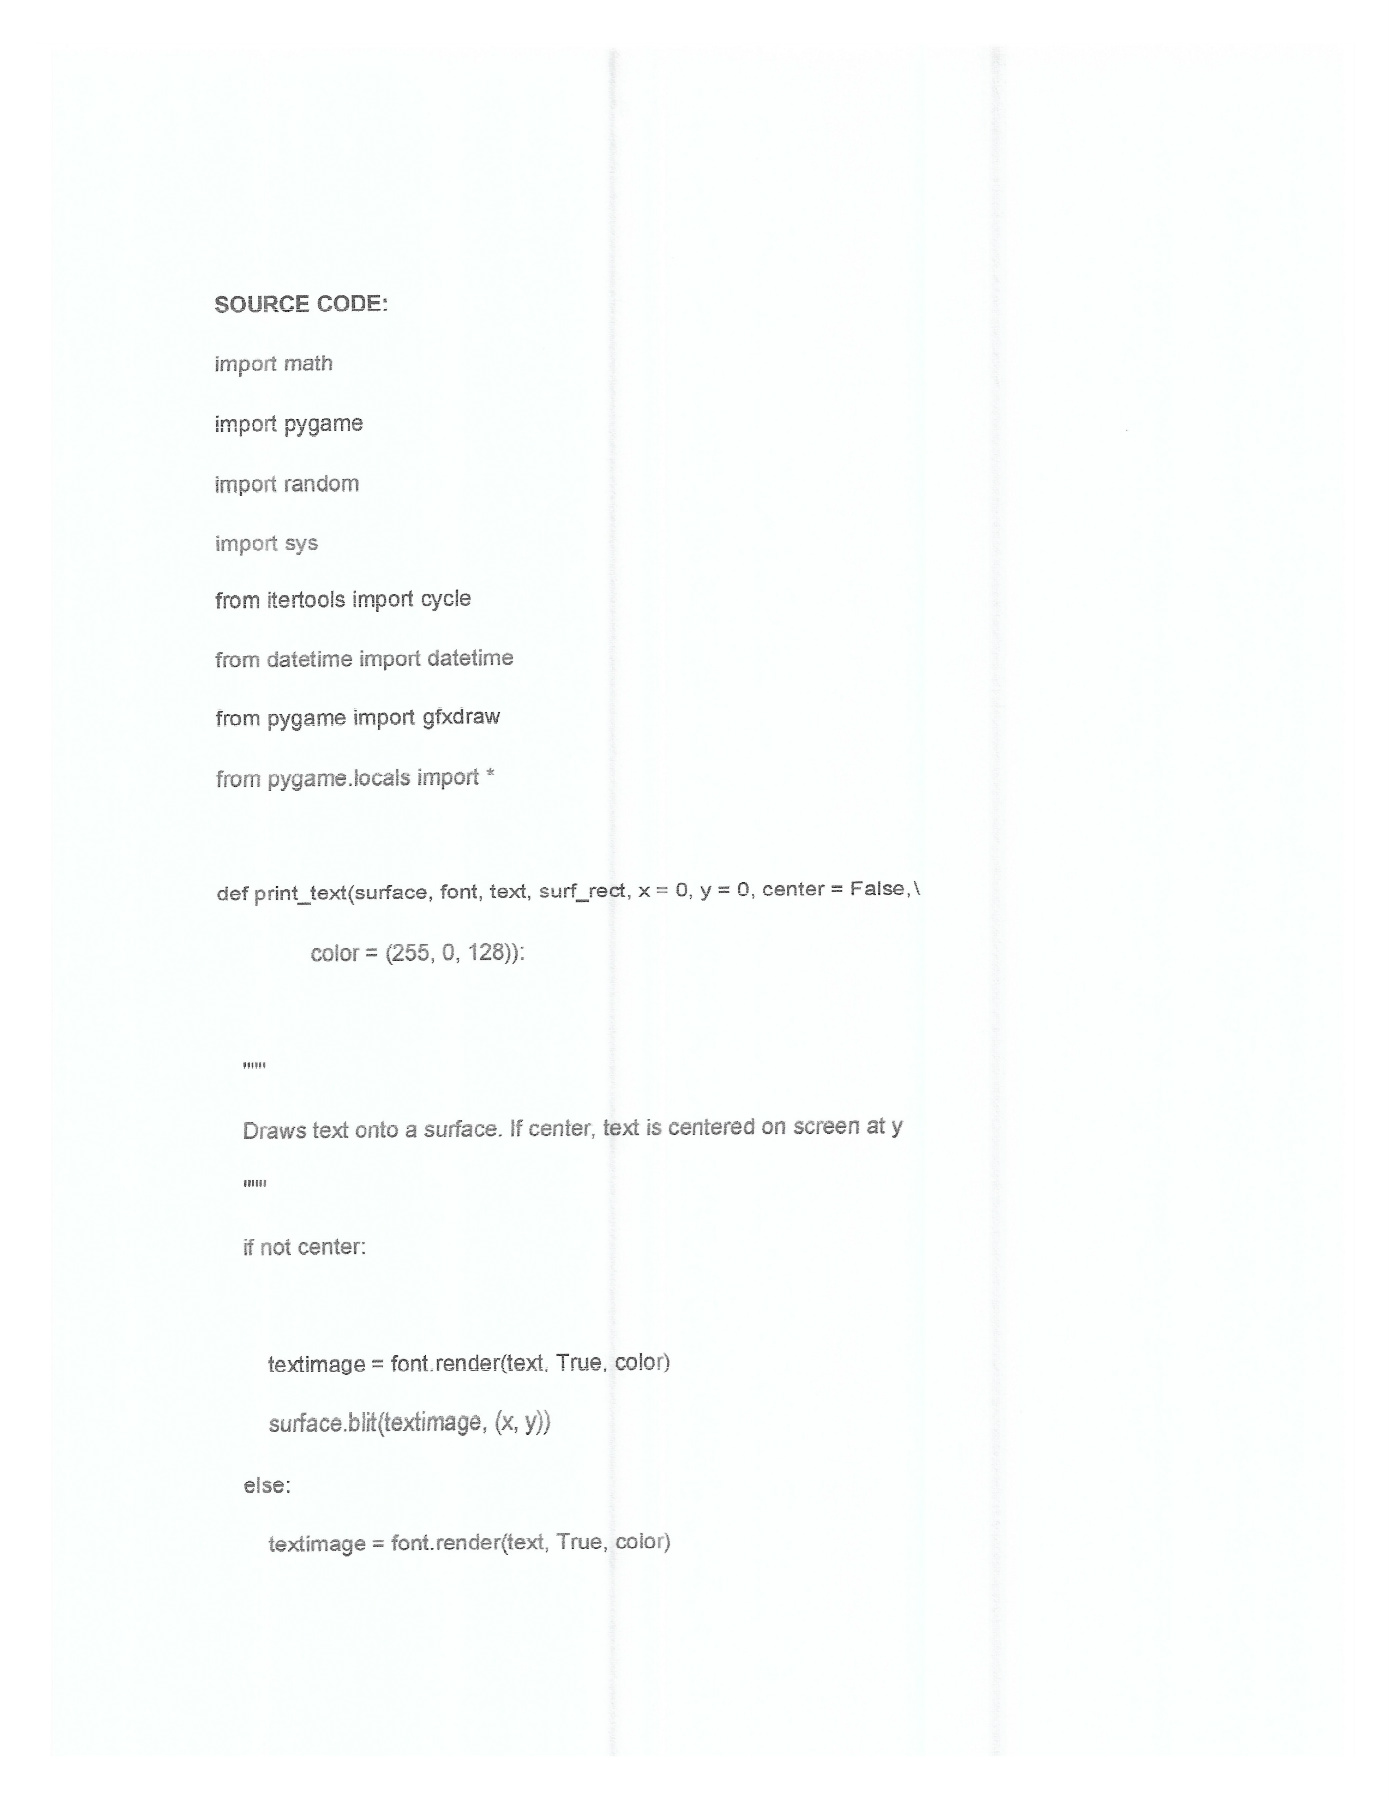 SOURCE CODE:
import math
import pygame
import random
import sys
from itertools import cycle
from datetime import datetime
from pygame import gfxdraw
from pygame.locals import *
def print_text(surface, font, text, surf_rect, x = 0, y = 0, center = False,\
color = (255, 0, 128)):
"""
Draws text onto a surface. If center, text is centered on screen at y
"""
if not center:
textimage = font.render(text, True, color)
surface.blit(textimage, (x, y))
else:
textimage = font.render(text, True, color)